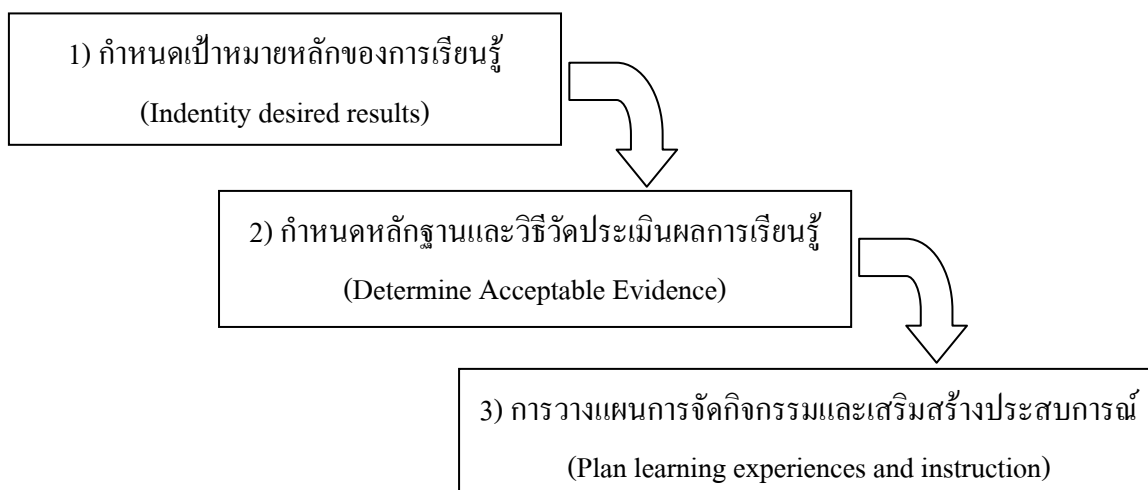 1) กำหนดเป้าหมายหลักของการเรียนรู้
(Indentity desired results)
2) กำหนดหลักฐานและวิธีวัดประเมินผลการเรียนรู้
(Determine Acceptable Evidence)
3) การวางแผนการจัดกิจกรรมและเสริมสร้างประสบการณ์
(Plan learning experiences and instruction)